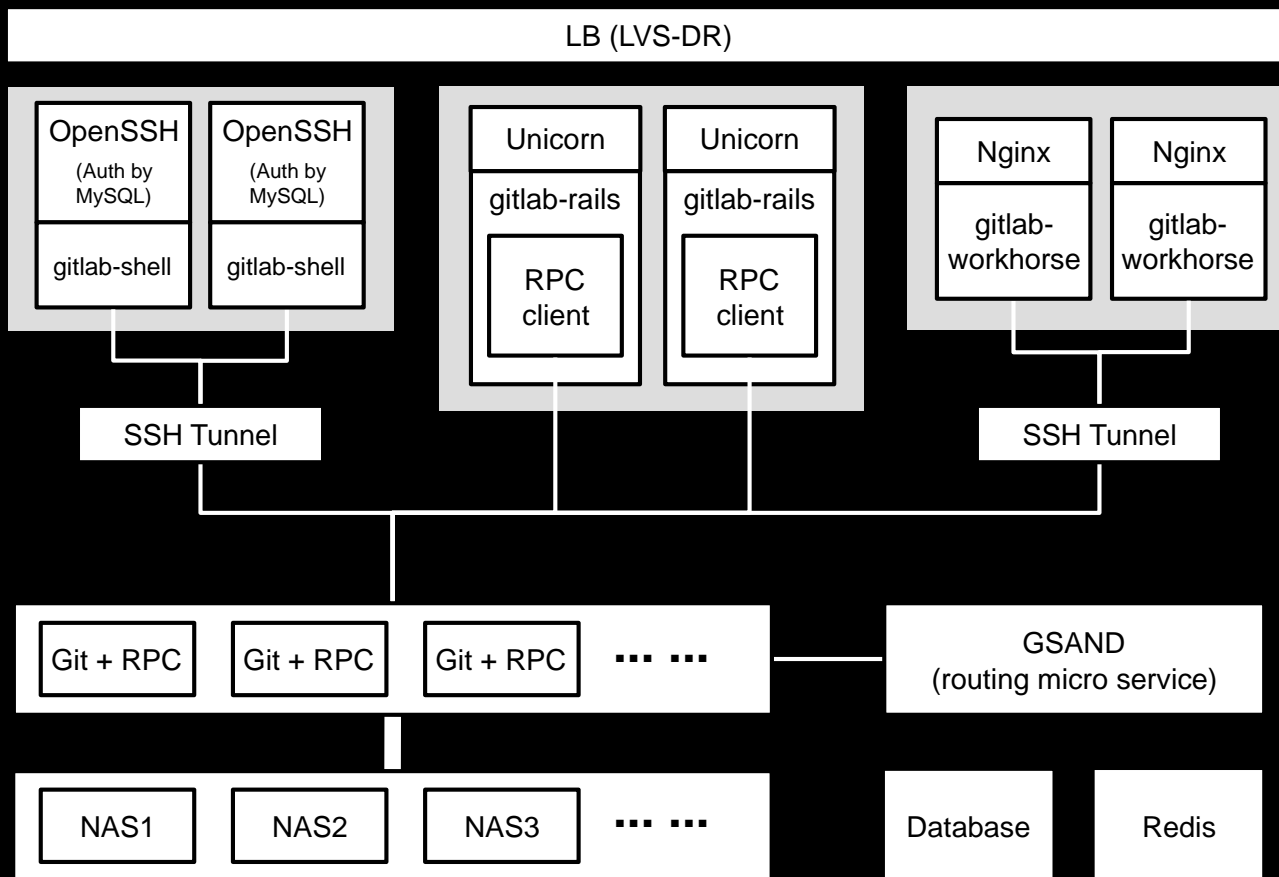 LB (LVS-DR)
OpenSSH
(Auth by
MySQL)
gitlab-shell
OpenSSH
(Auth by
MySQL)
gitlab-shell
Unicorn
gitlab-rails
RPC
client
Unicorn
gitlab-rails
RPC
client
Nginx
gitlab-
workhorse
Nginx
gitlab-
workhorse
SSH Tunnel
SSH Tunnel
Git + RPC
Git + RPC
Git + RPC
... ...
GSAND
(routing micro service)
NAS1
NAS2
NAS3
... ...
Database
Redis